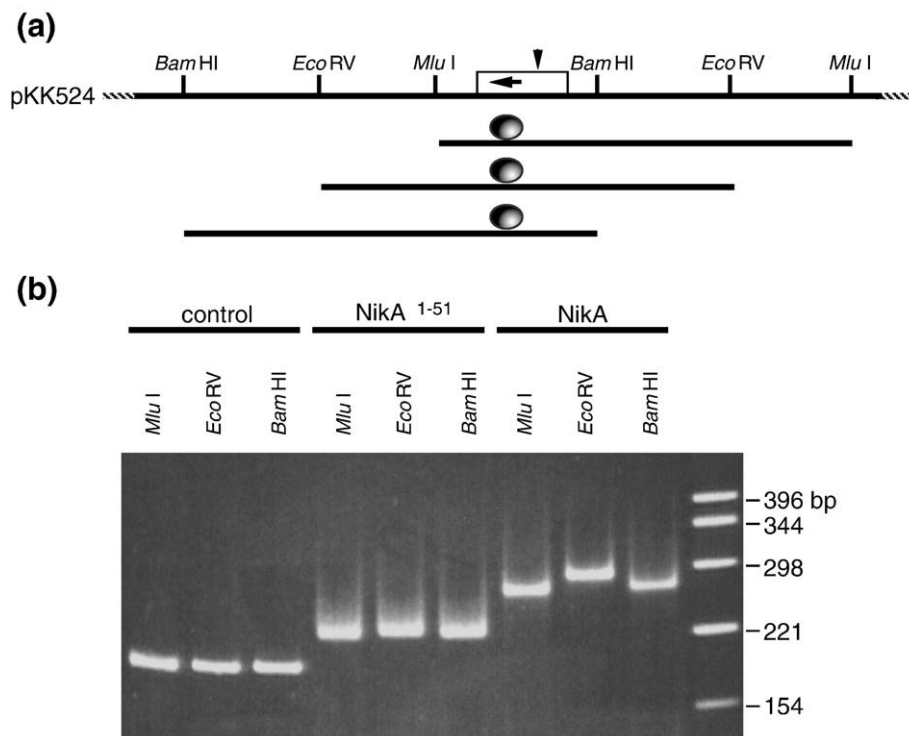 (a)
BamHI EcoRV MluI BamHI EcoRV MluI
pKK524
(b)
control NikA 1-51 NikA
MluI EcoRV BamHI MluI EcoRV BamHI MluI EcoRV BamHI
396 bp
344
298
221
154